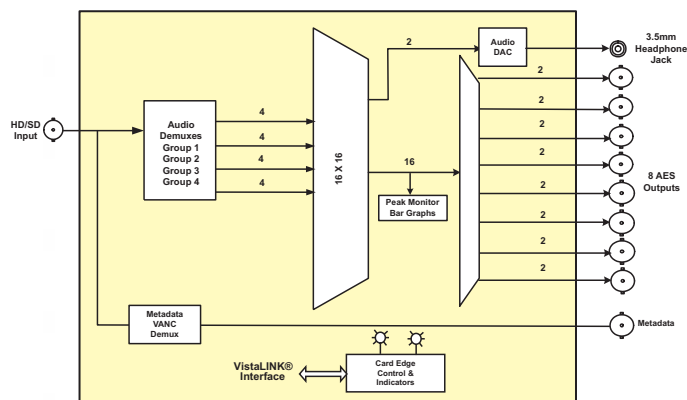 2
Audio
DAC
3.5mm
Headphone
Jack
HD/SD
Input
Audio
Demuxes
Group 1
Group 2
Group 3
Group 4
4
4
4
4
16 X 16
16
Peak Monitor
Bar Graphs
2
2
2
2
2
2
2
2
8 AES
Outputs
Metadata
VANC
Demux
Metadata
VistaLINK®
Interface
Card Edge
Control &
Indicators